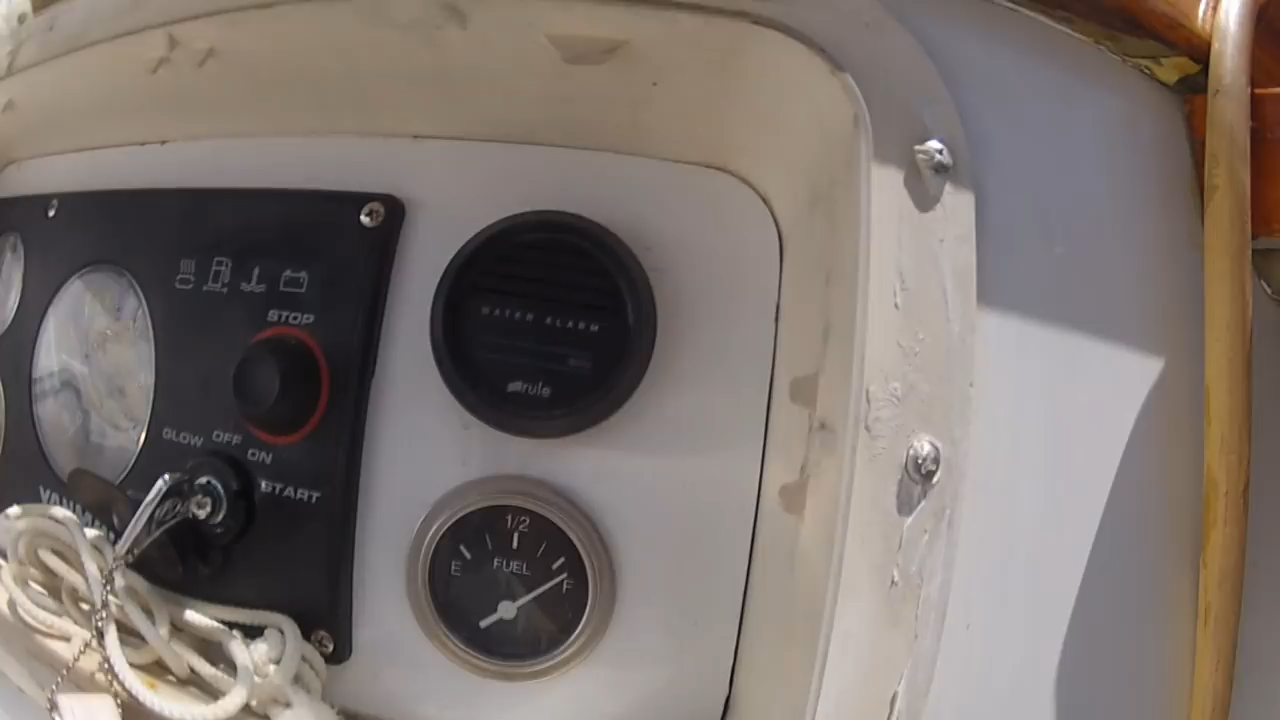 STOP
GLOW OFF ON START
WATER ALARM
rule
1/2
E FUEL F